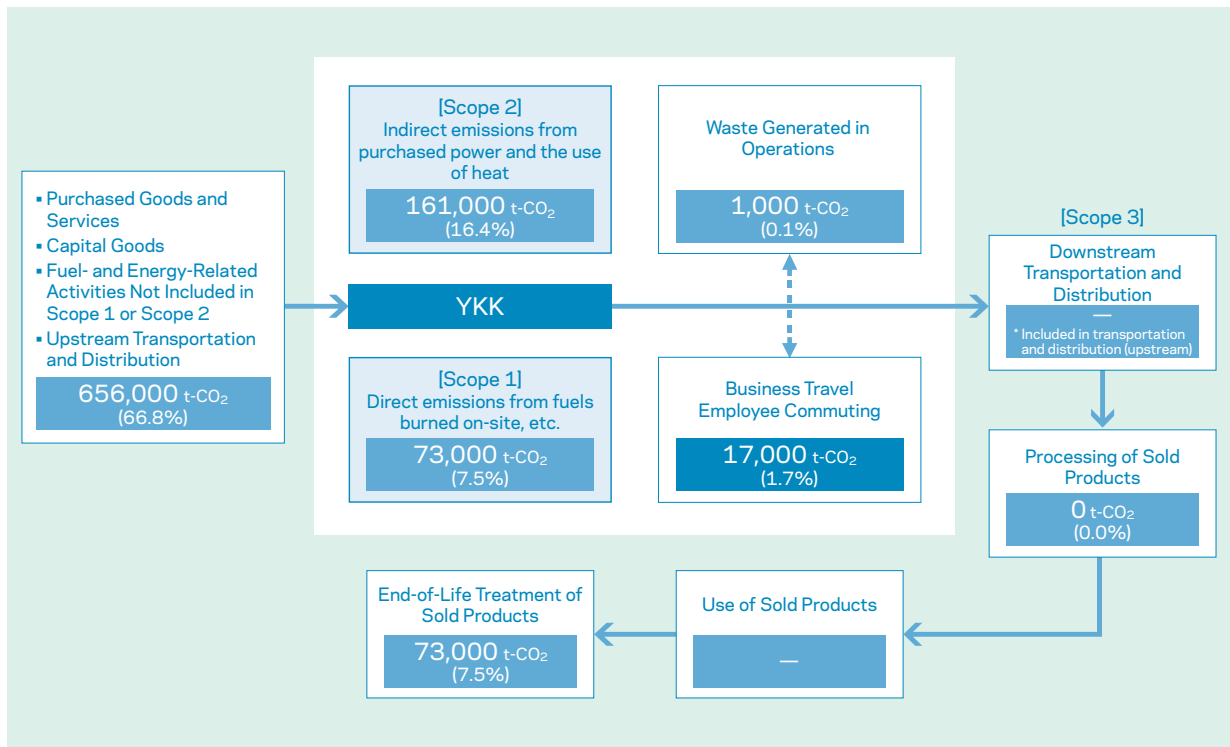 ▪ Purchased Goods and
Services
▪ Capital Goods
▪ Fuel- and Energy-Related
Activities Not Included in
Scope 1 or Scope 2
▪ Upstream Transportation
and Distribution
656,000 t-CO₂
(66.8%)
[Scope 2]
Indirect emissions from
purchased power and the use
of heat
161,000 t-CO₂
(16.4%)
YKK
[Scope 1]
Direct emissions from fuels
burned on-site, etc.
73,000 t-CO₂
(7.5%)
Waste Generated in
Operations
1,000 t-CO₂
(0.1%)
Business Travel
Employee Commuting
17,000 t-CO₂
(1.7%)
[Scope 3]
Downstream
Transportation and
Distribution
—
* Included in transportation
and distribution (upstream)
Processing of Sold
Products
0 t-CO₂
(0.0%)
Use of Sold Products
—
End-of-Life Treatment of
Sold Products
73,000 t-CO₂
(7.5%)